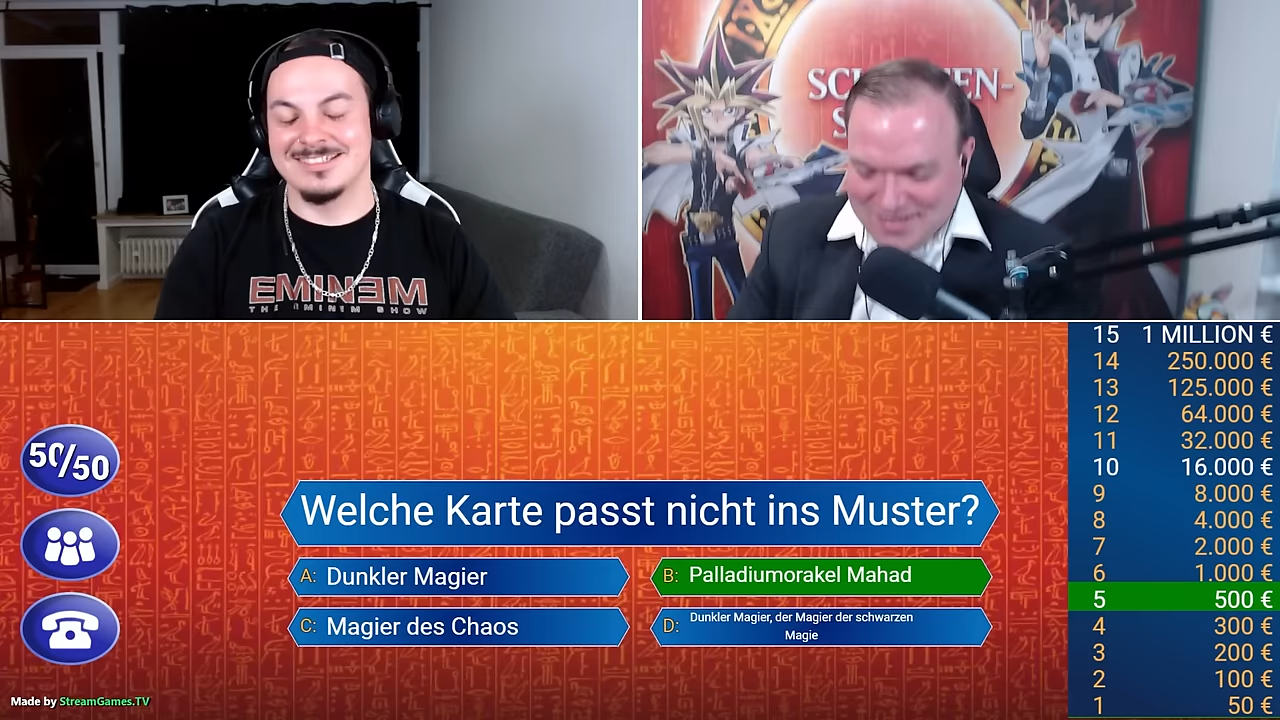 EMINEM
THE EMINEM SHOW
50/50
Welche Karte passt nicht ins Muster?
A: Dunkler Magier
B: Palladiumorakel Mahad
C: Magier des Chaos
D: Dunkler Magier, der Magier der schwarzen
Magie
15 1 MILLION €
14 250.000 €
13 125.000 €
12 64.000 €
11 32.000 €
10 16.000 €
9 8.000 €
8 4.000 €
7 2.000 €
6 1.000 €
5 500 €
4 300 €
3 200 €
2 100 €
1 50 €
Made by StreamGames.TV